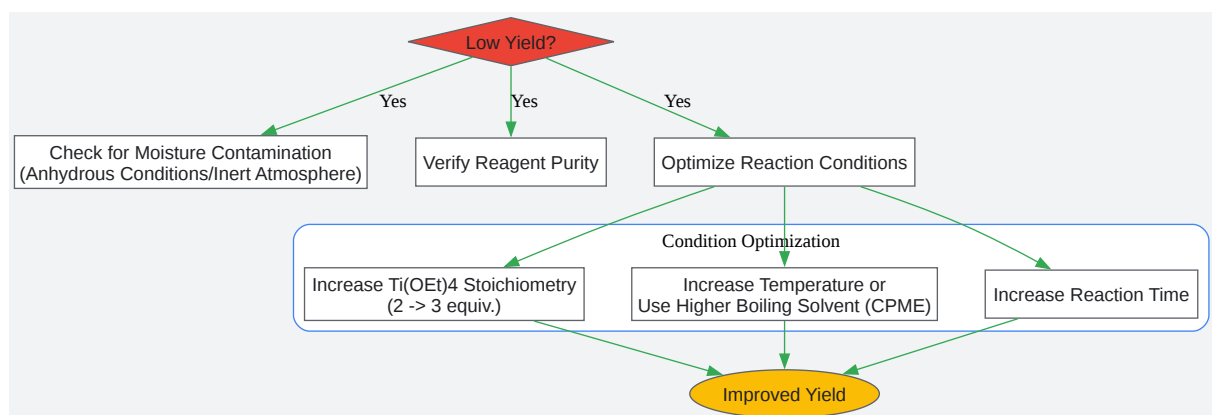 Low Yield?
Yes
Yes
Yes
Check for Moisture Contamination
(Anhydrous Conditions/Inert Atmosphere)
Verify Reagent Purity
Optimize Reaction Conditions
Condition Optimization
Increase Ti(OEt)4 Stoichiometry
(2 -> 3 equiv.)
Increase Temperature or
Use Higher Boiling Solvent (CPME)
Increase Reaction Time
Improved Yield